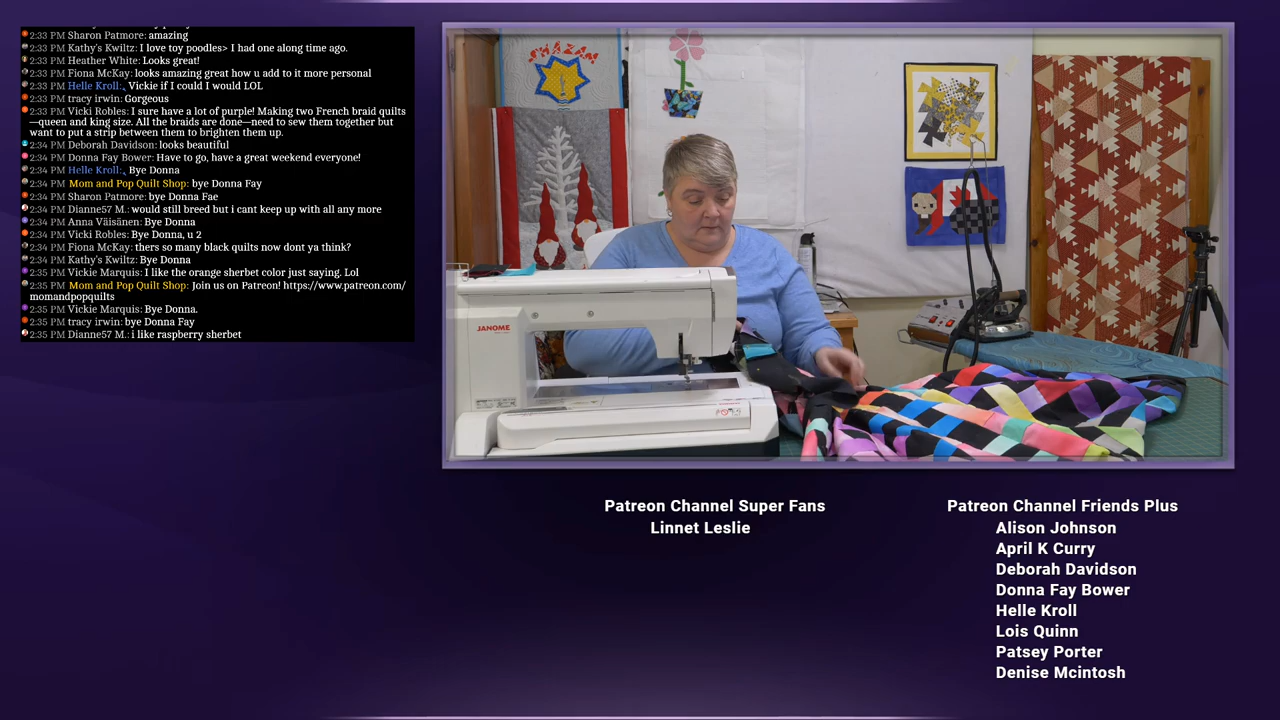 2:33 PM Sharon Patmore: amazing
2:33 PM Kathy's Kwiltz: I love toy poodles> I had one along time ago.
2:33 PM Heather White: Looks great!
2:33 PM Fiona McKay: looks amazing great how u add to it more personal
2:33 PM Helle Kroll: Vickie if I could I would LOL
2:33 PM tracy irwin: Gorgeous
2:33 PM Vicki Robles: I sure have a lot of purple! Making two French braid quilts
—queen and king size. All the braids are done—need to sew them together but
want to put a strip between them to brighten them up.
2:34 PM Deborah Davidson: looks beautiful
2:34 PM Donna Fay Bower: Have to go, have a great weekend everyone!
2:34 PM Helle Kroll: Bye Donna
2:34 PM Mom and Pop Quilt Shop: bye Donna Fay
2:34 PM Sharon Patmore: bye Donna Fae
2:34 PM Dianne57 M.: would still breed but i cant keep up with all any more
2:34 PM Anna Väisänen: Bye Donna
2:34 PM Vicki Robles: Bye Donna, u 2
2:34 PM Fiona McKay: thers so many black quilts now dont ya think?
2:34 PM Kathy's Kwiltz: Bye Donna
2:35 PM Vickie Marquis: I like the orange sherbet color just saying. Lol
2:35 PM Mom and Pop Quilt Shop: Join us on Patreon! https://www.patreon.com/
momandpopquilts
2:35 PM Vickie Marquis: Bye Donna.
2:35 PM tracy irwin: bye Donna Fay
2:35 PM Dianne57 M.: i like raspberry sherbet
SHAZAM
JANOME
Patreon Channel Super Fans
Linnet Leslie
Patreon Channel Friends Plus
Alison Johnson
April K Curry
Deborah Davidson
Donna Fay Bower
Helle Kroll
Lois Quinn
Patsey Porter
Denise Mcintosh